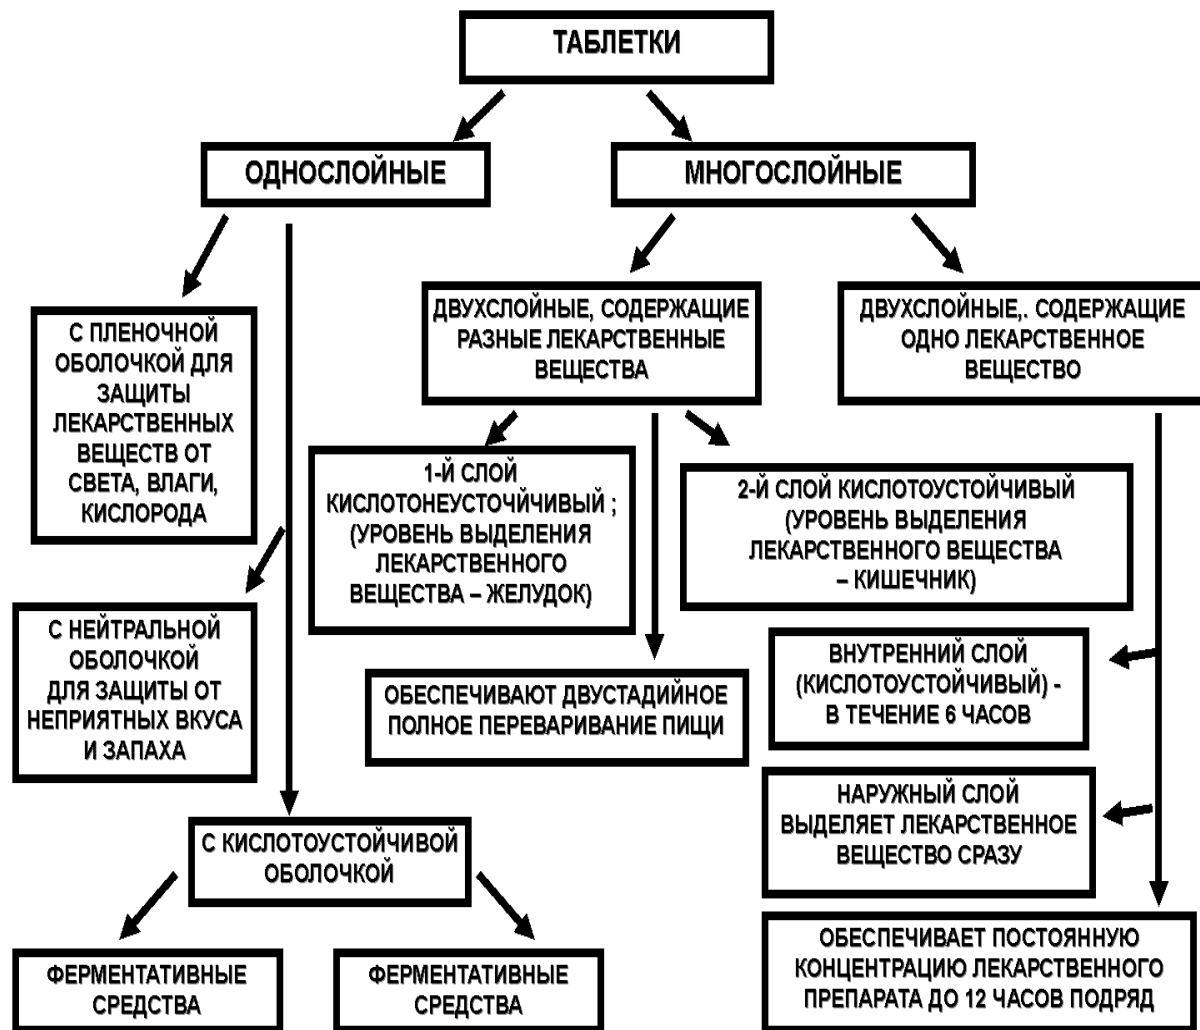 ТАБЛЕТКИ
ОДНОСЛОЙНЫЕ
МНОГОСЛОЙНЫЕ
С ПЛЕНОЧНОЙ
ОБОЛОЧКОЙ ДЛЯ
ЗАЩИТЫ
ЛЕКАРСТВЕННЫХ
ВЕЩЕСТВ ОТ
СВЕТА, ВЛАГИ,
КИСЛОРОДА
ДВУХСЛОЙНЫЕ, СОДЕРЖАЩИЕ
РАЗНЫЕ ЛЕКАРСТВЕННЫЕ
ВЕЩЕСТВА
ДВУХСЛОЙНЫЕ,. СОДЕРЖАЩИЕ
ОДНО ЛЕКАРСТВЕННОЕ
ВЕЩЕСТВО
1-Й СЛОЙ
КИСЛОТОНЕУСТОЧЙЧИВЫЙ ;
(УРОВЕНЬ ВЫДЕЛЕНИЯ
ЛЕКАРСТВЕННОГО
ВЕЩЕСТВА – ЖЕЛУДОК)
2-Й СЛОЙ КИСЛОТОУСТОЙЧИВЫЙ
(УРОВЕНЬ ВЫДЕЛЕНИЯ
ЛЕКАРСТВЕННОГО ВЕЩЕСТВА
– КИШЕЧНИК)
С НЕЙТРАЛЬНОЙ
ОБОЛОЧКОЙ
ДЛЯ ЗАЩИТЫ ОТ
НЕПРИЯТНЫХ ВКУСА
И ЗАПАХА
ОБЕСПЕЧИВАЮТ ДВУСТАДИЙНОЕ
ПОЛНОЕ ПЕРЕВАРИВАНИЕ ПИЩИ
ВНУТРЕННИЙ СЛОЙ
(КИСЛОТОУСТОЙЧИВЫЙ) -
В ТЕЧЕНИЕ 6 ЧАСОВ
НАРУЖНЫЙ СЛОЙ
ВЫДЕЛЯЕТ ЛЕКАРСТВЕННОЕ
ВЕЩЕСТВО СРАЗУ
С КИСЛОТОУСТОЙЧИВОЙ
ОБОЛОЧКОЙ
ФЕРМЕНТАТИВНЫЕ
СРЕДСТВА
ФЕРМЕНТАТИВНЫЕ
СРЕДСТВА
ОБЕСПЕЧИВАЕТ ПОСТОЯННУЮ
КОНЦЕНТРАЦИЮ ЛЕКАРСТВЕННОГО
ПРЕПАРАТА ДО 12 ЧАСОВ ПОДРЯД